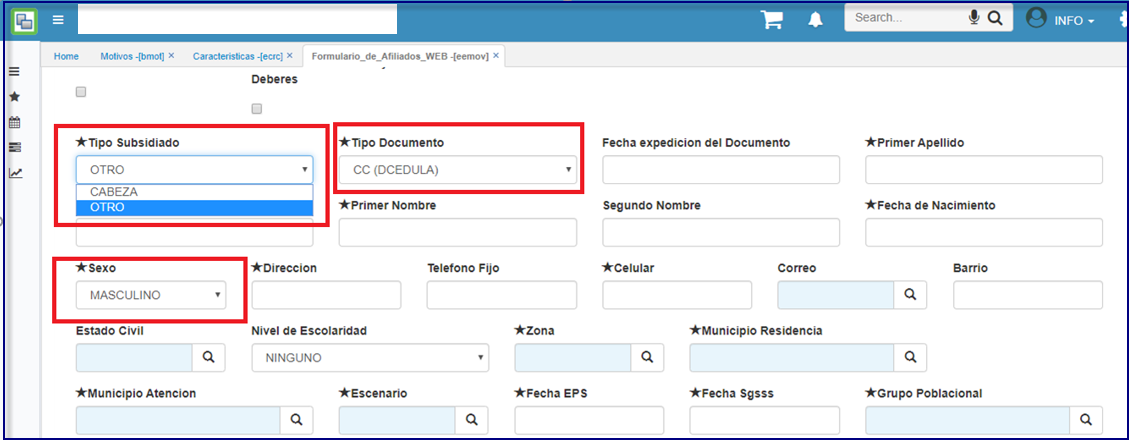 Search...
INFO
Home Motivos -[bmot] × Caracteristicas -[ecrc] × Formulario_de_Afiliados_WEB -[eemov] ×
Deberes
★Tipo Subsidiado ★Tipo Documento Fecha expedicion del Documento ★Primer Apellido
OTRO CC (DCEDULA)
CABEZA
OTRO
★Primer Nombre Segundo Nombre ★Fecha de Nacimiento
★Sexo ★Direccion Telefono Fijo ★Celular Correo Barrio
MASCULINO
Estado Civil Nivel de Escolaridad ★Zona ★Municipio Residencia
NINGUNO
★Municipio Atencion ★Escenario ★Fecha EPS ★Fecha Sgsss ★Grupo Poblacional